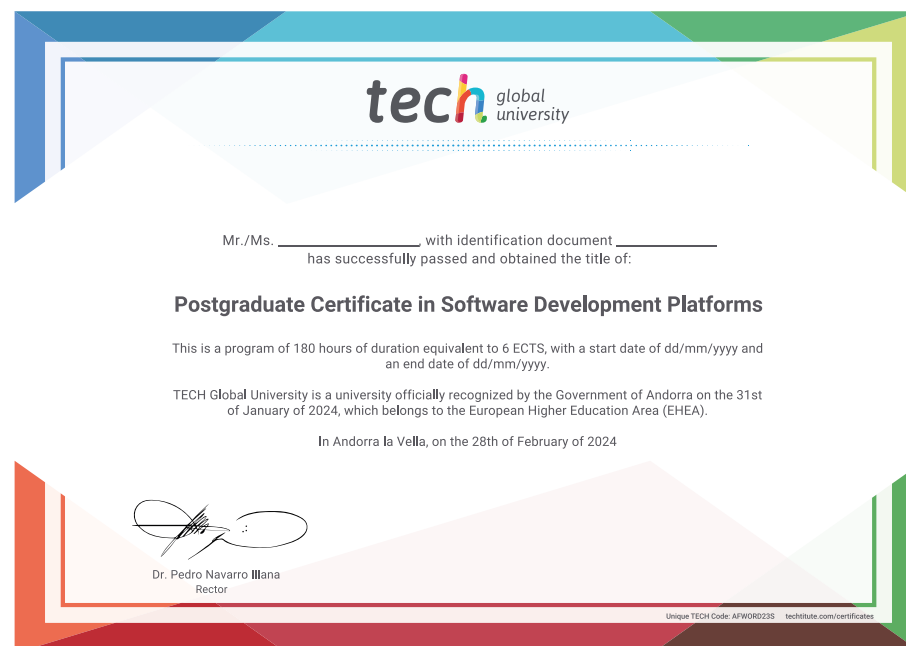 tech global
university
Mr./Ms. ________________, with identification document ____________
has successfully passed and obtained the title of:
Postgraduate Certificate in Software Development Platforms
This is a program of 180 hours of duration equivalent to 6 ECTS, with a start date of dd/mm/yyyy and
an end date of dd/mm/yyyy.
TECH Global University is a university officially recognized by the Government of Andorra on the 31st
of January of 2024, which belongs to the European Higher Education Area (EHEA).
In Andorra la Vella, on the 28th of February of 2024
Dr. Pedro Navarro Illana
Rector
Unique TECH Code: AFWORD23S techtitute.com/certificates